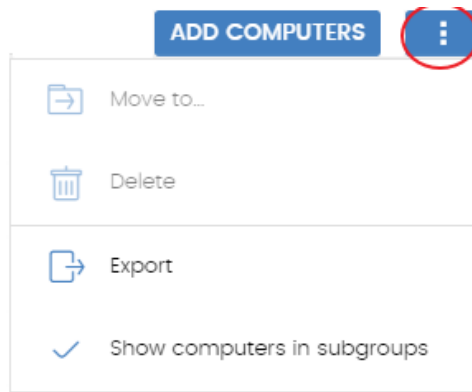 ADD COMPUTERS
Move to...
Delete
Export
Show computers in subgroups